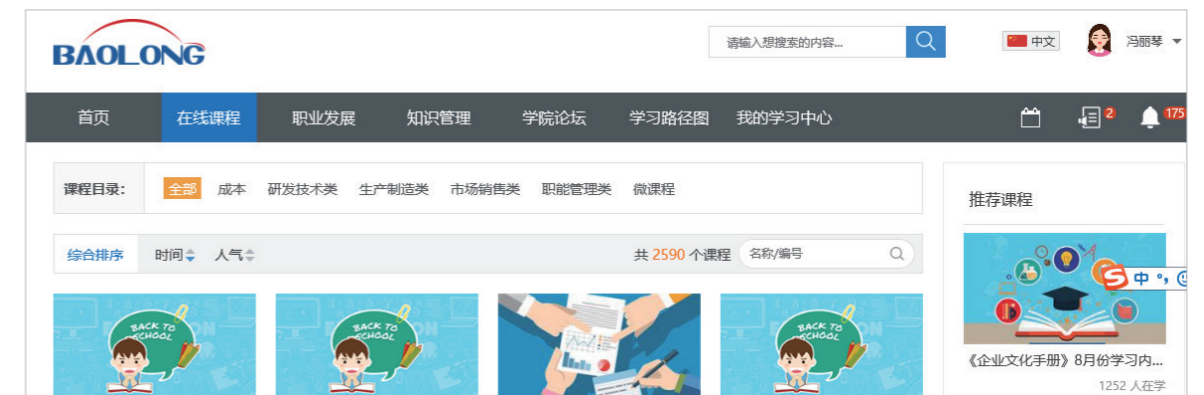 BAOLONG
请输入想搜索的内容...
中文
冯丽琴
首页 在线课程 职业发展 知识管理 学院论坛 学习路径图 我的学习中心
2
175
课程目录: 全部 成本 研发技术类 生产制造类 市场销售类 职能管理类 微课程
推荐课程
综合排序 时间 人气 共 2590 个课程 名称/编号
中
BACK TO SCHOOL
BACK TO SCHOOL
BACK TO SCHOOL
《企业文化手册》8月份学习内...
1252 人在学